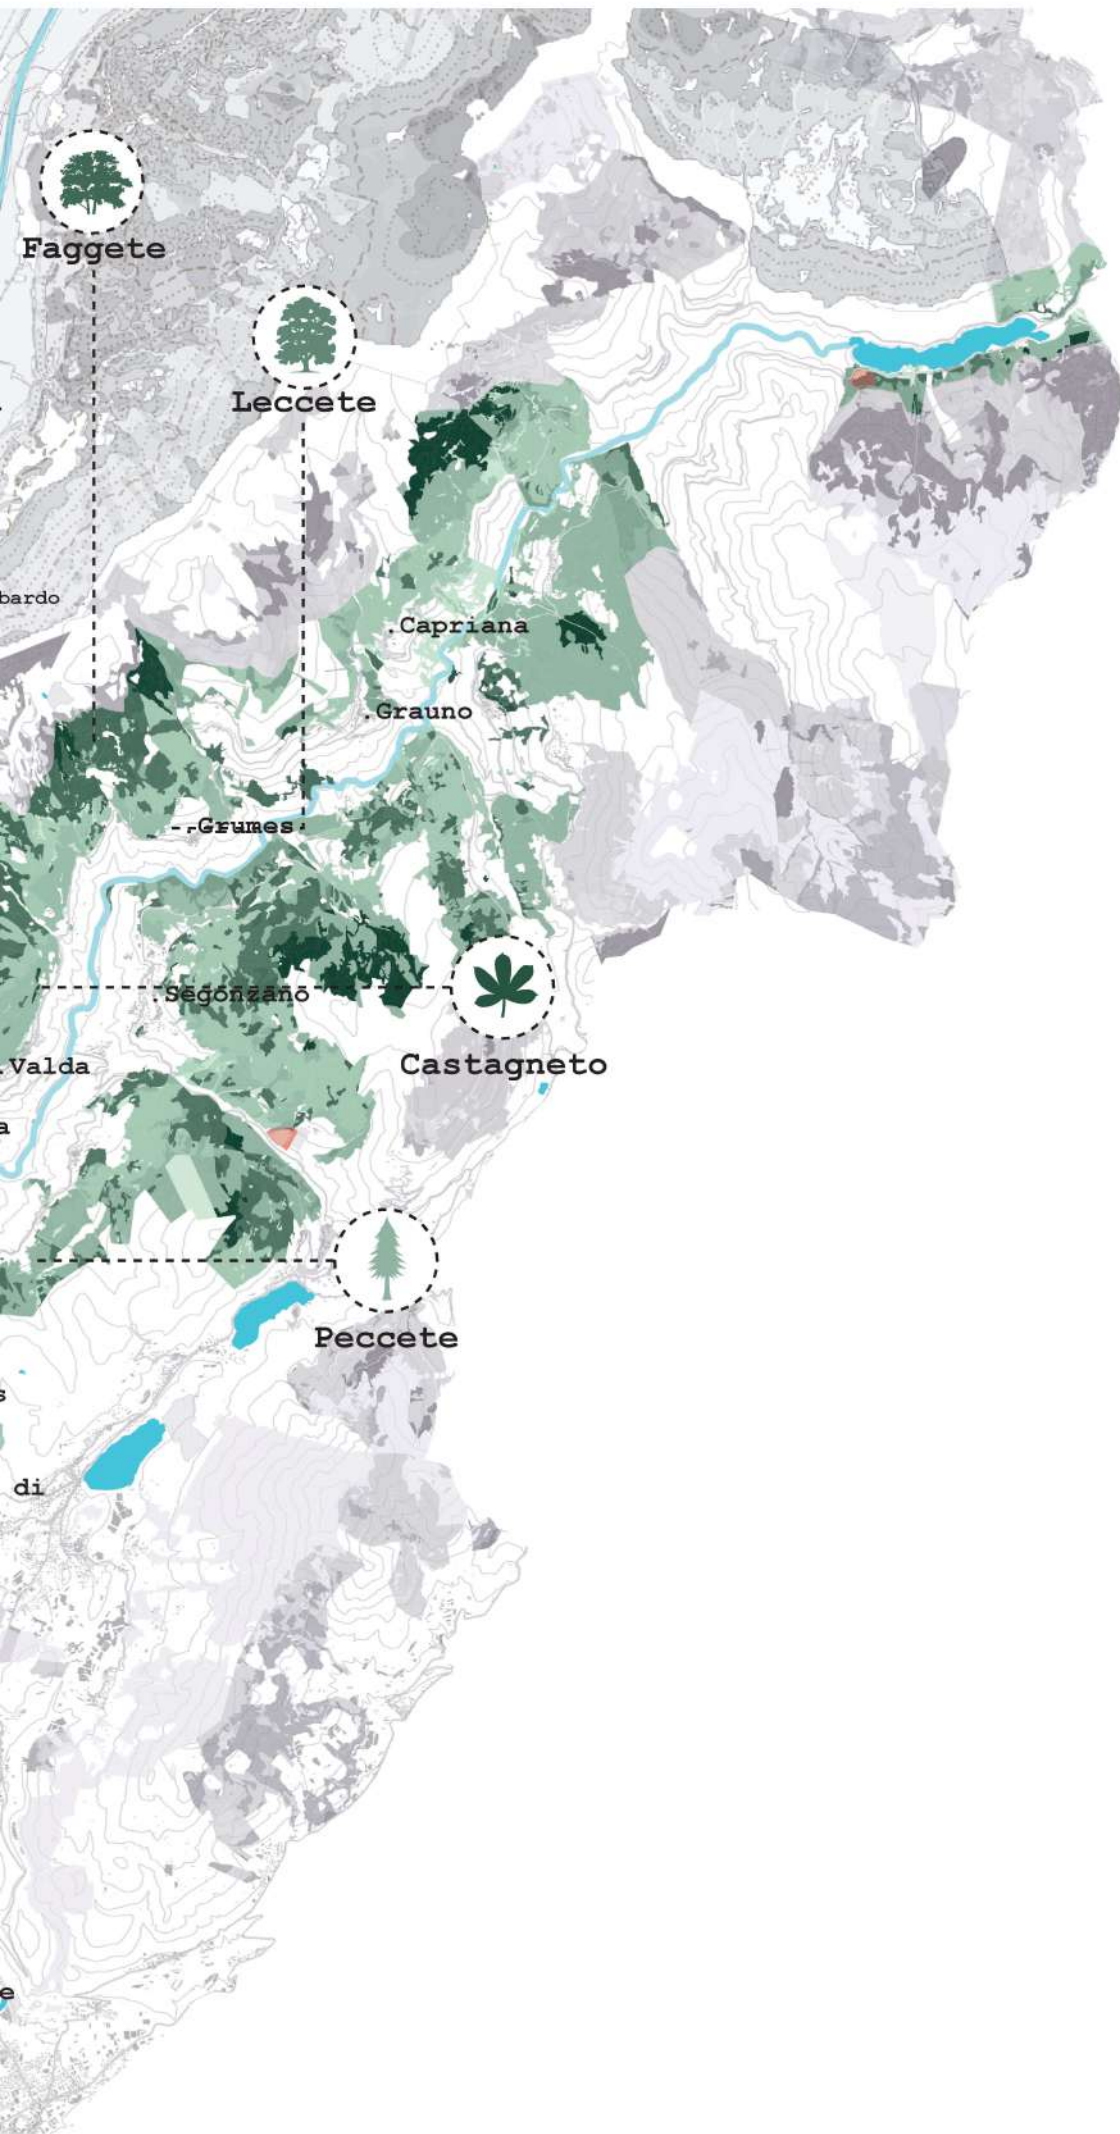 Faggete
Leccete
bardo
.Capriana
.Grauno
.Grumes
.Segonzano
.Valda
Castagneto
a
Peccete
s
di
e